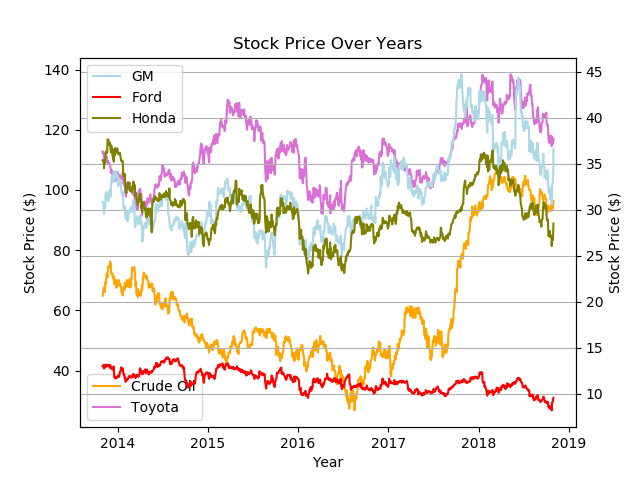 Stock Price Over Years
140
120
100
80
60
40
Stock Price ($)
GM
Ford
Honda
Crude Oil
Toyota
45
40
35
30
25
20
15
10
Stock Price ($)
2014
2015
2016
2017
2018
2019
Year